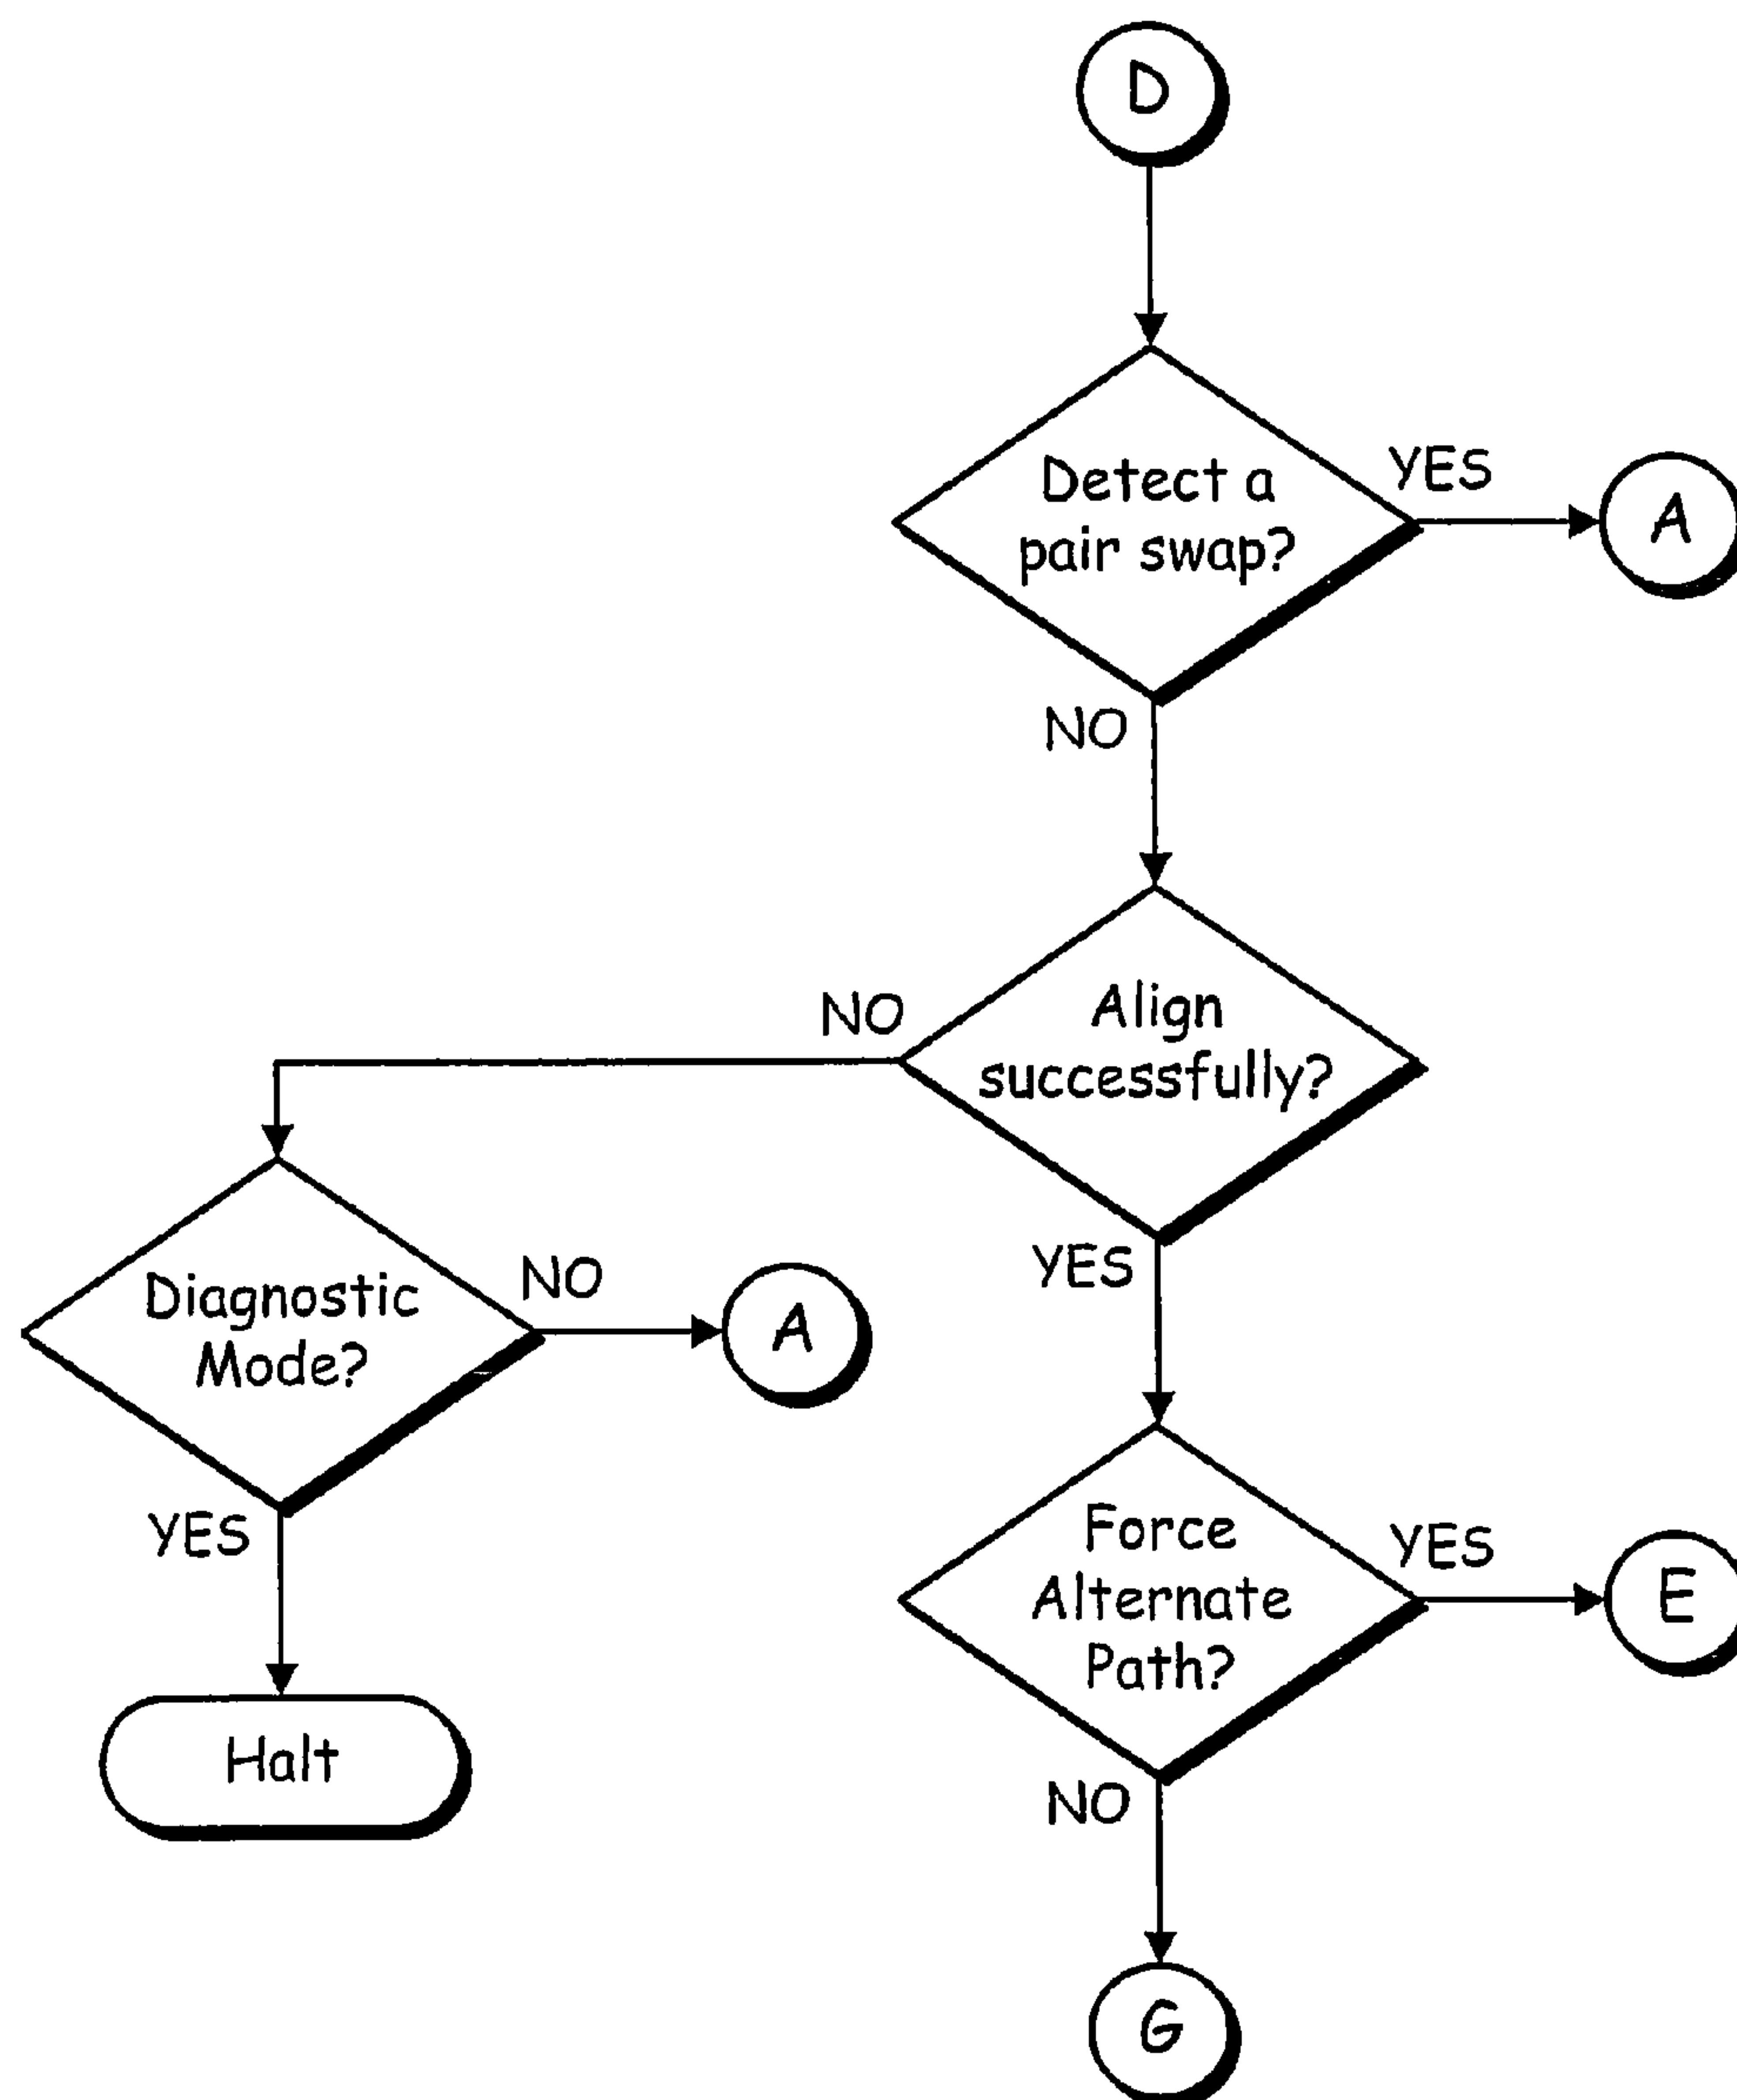 D
Detect a
pair swap?
YES
A
NO
Align
successfully?
NO
YES
Diagnostic
Mode?
NO
A
YES
Halt
Force
Alternate
Path?
YES
E
NO
G